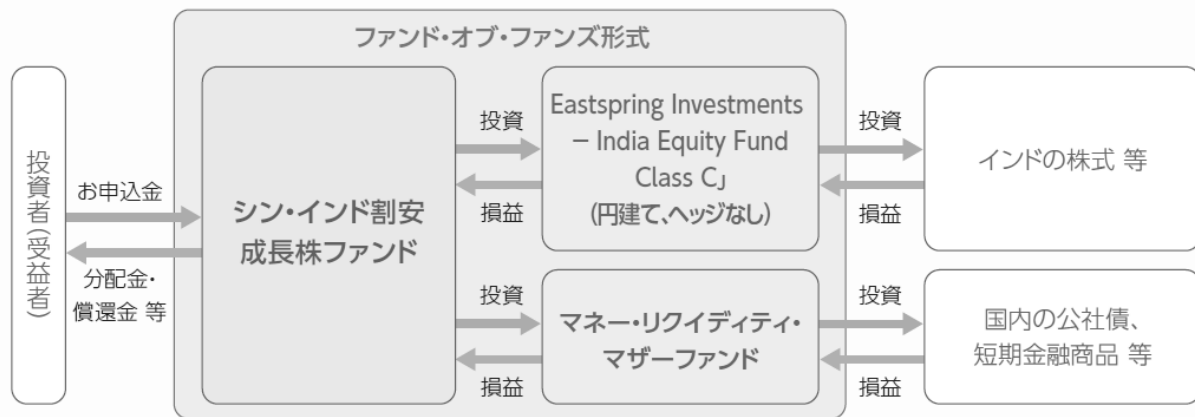 ファンド・オブ・ファンズ形式
投資者(受益者)
お申込金
分配金・
償還金 等
シン・インド割安
成長株ファンド
投資
損益
Eastspring Investments
– India Equity Fund
Class CJ
(円建て、ヘッジなし)
投資
損益
インドの株式 等
投資
損益
マネー・リクイディティ・
マザーファンド
投資
損益
国内の公社債、
短期金融商品 等